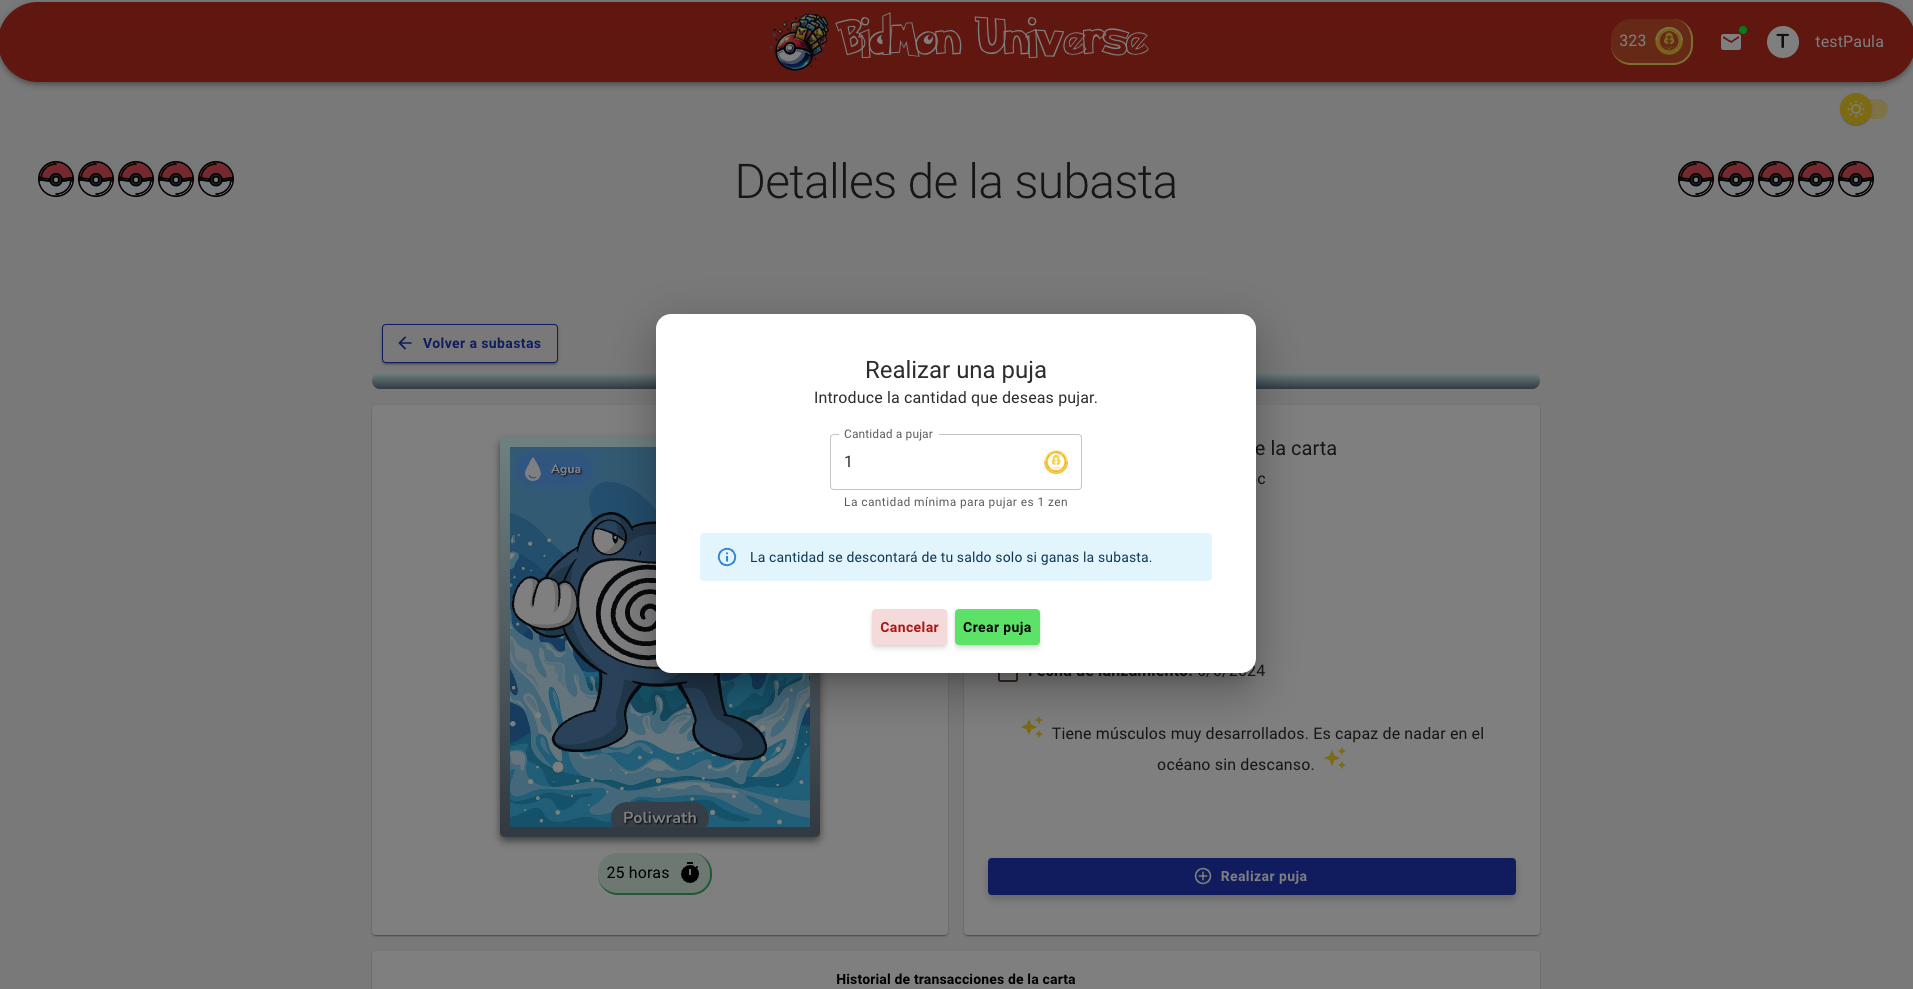 BidMon Universe
323
T
testPaula
Detalles de la subasta
Volver a subastas
Realizar una puja
Introduce la cantidad que deseas pujar.
Cantidad a pujar
1
La cantidad mínima para pujar es 1 zen
La cantidad se descontará de tu saldo solo si ganas la subasta.
Cancelar
Crear puja
Agua
Poliwrath
25 horas
la carta
Tiene músculos muy desarrollados. Es capaz de nadar en el
océano sin descanso.
Realizar puja
Historial de transacciones de la carta